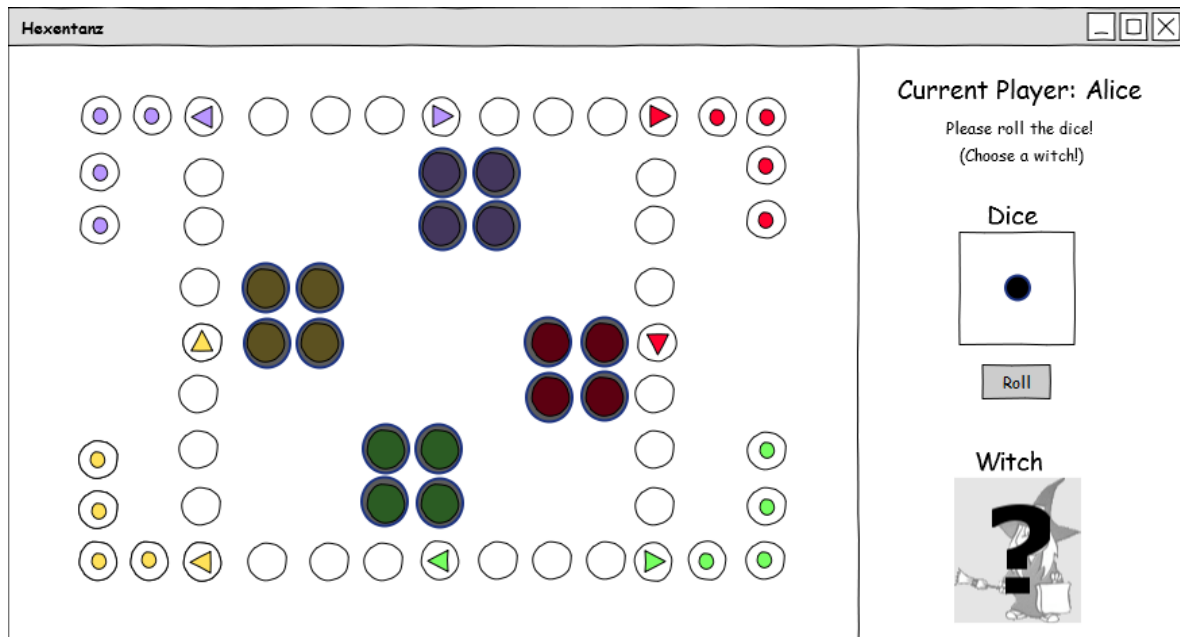 Hexentanz
Current Player: Alice
Please roll the dice!
(Choose a witch!)
Dice
Roll
Witch
?